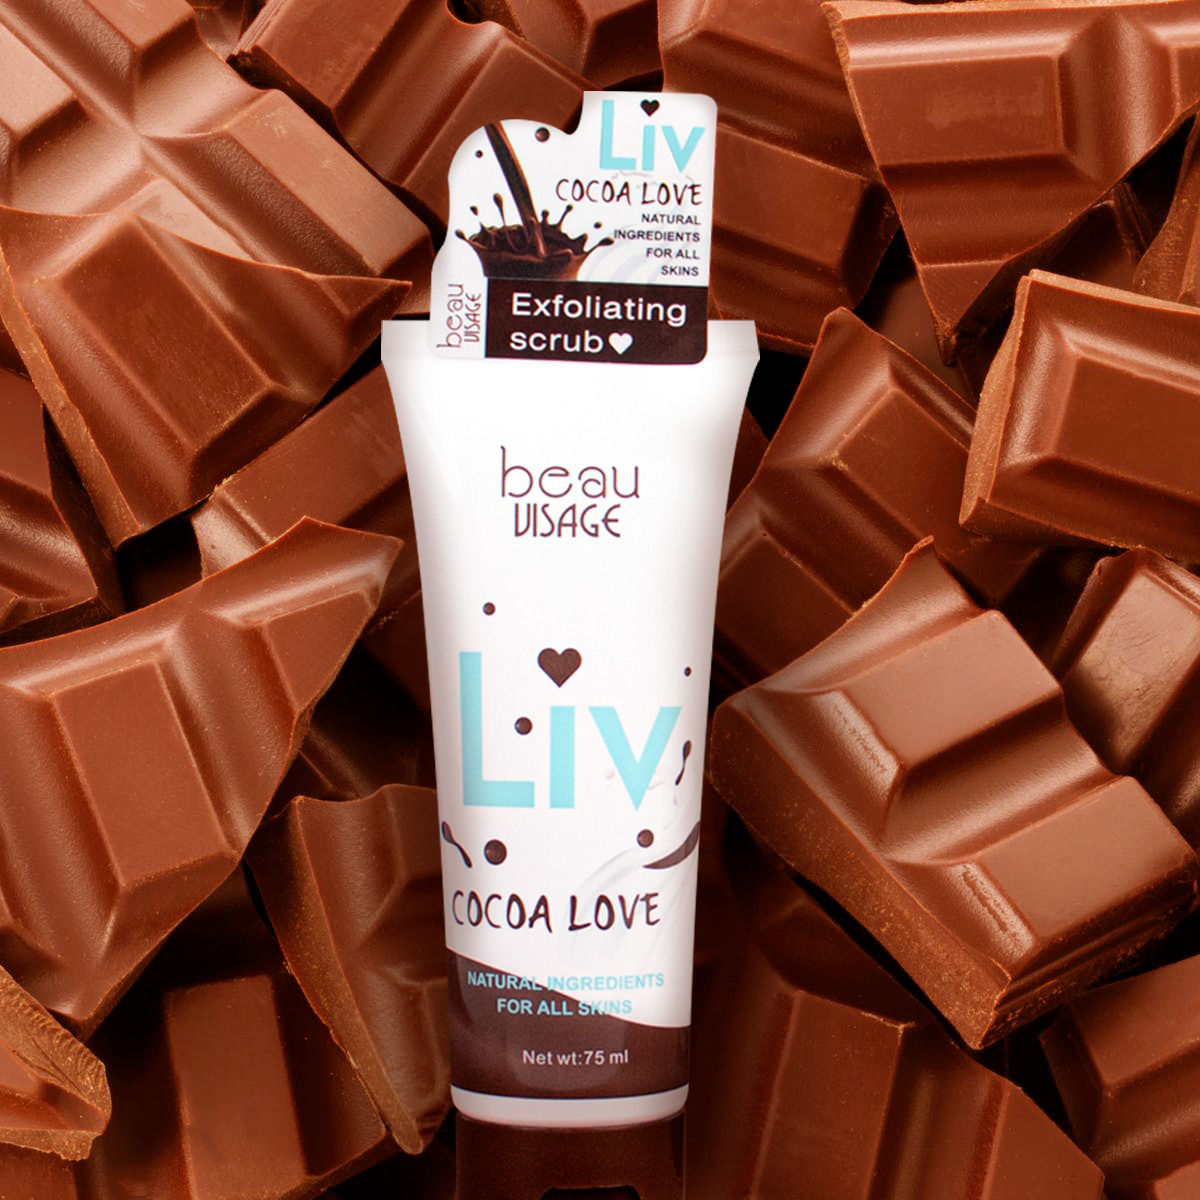 Liv
COCOA LOVE
NATURAL
INGREDIENTS
FOR ALL
SKINS
beau
VISAGE
Exfoliating
scrub
beau
VISAGE
Liv
COCOA LOVE
NATURAL INGREDIENTS
FOR ALL SKINS
Net wt:75 ml